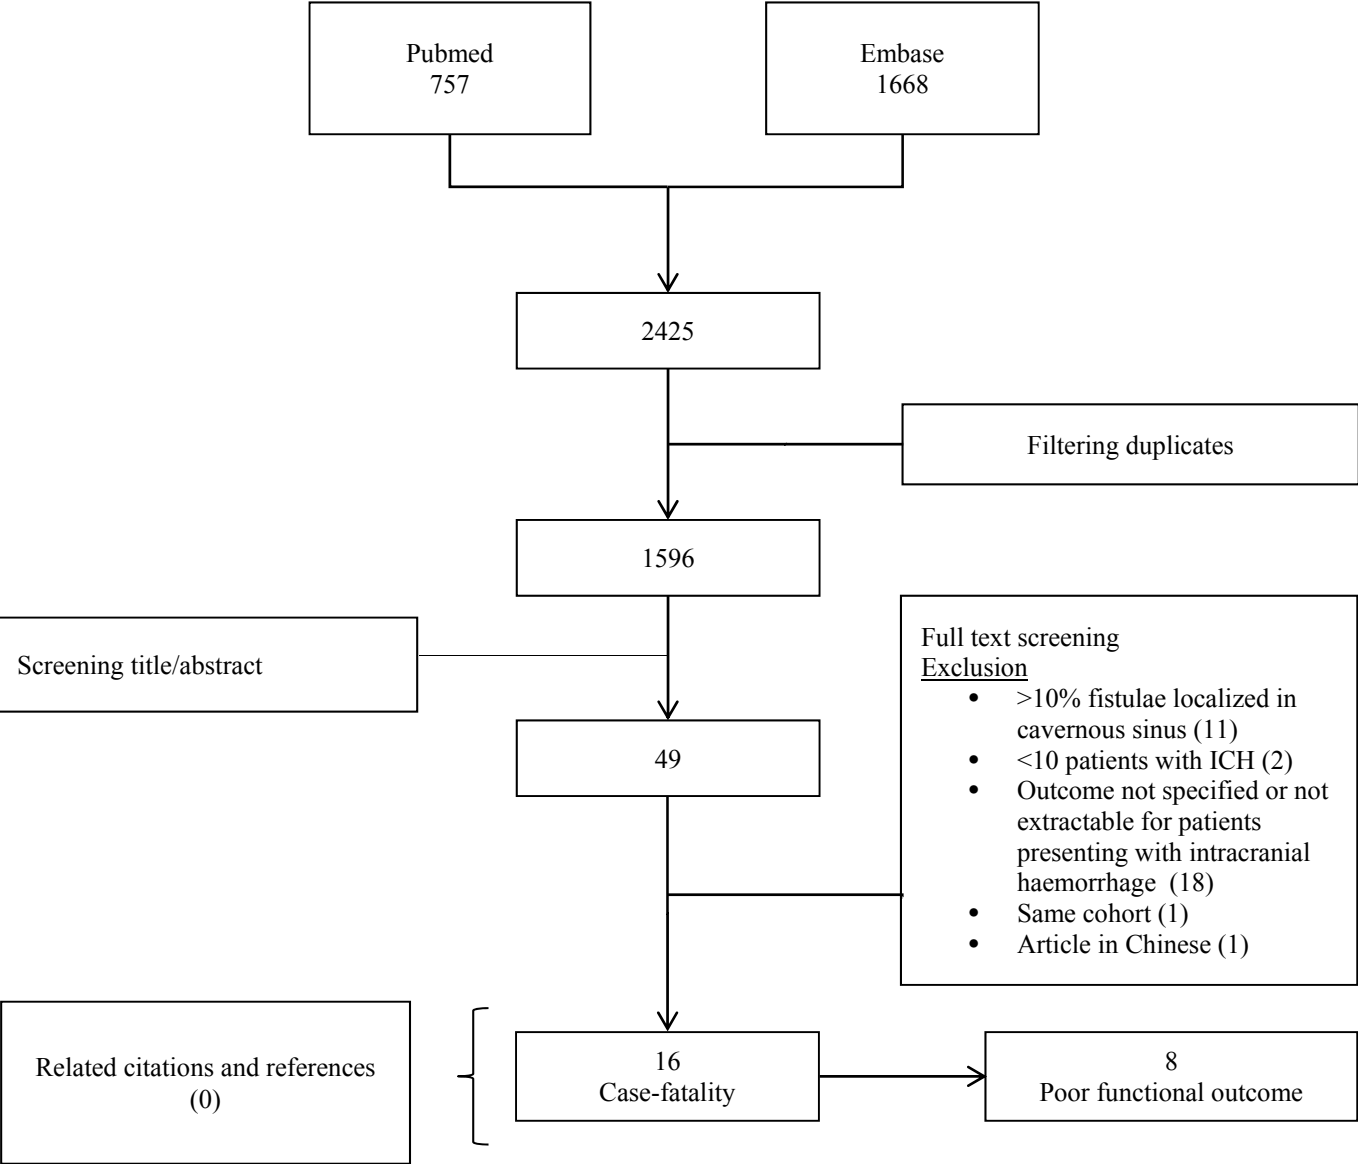 Pubmed
757
Embase
1668
2425
Filtering duplicates
1596
Screening title/abstract
Full text screening
Exclusion
• >10% fistulae localized in
cavernous sinus (11)
• <10 patients with ICH (2)
• Outcome not specified or not
extractable for patients
presenting with intracranial
haemorrhage (18)
• Same cohort (1)
• Article in Chinese (1)
49
Related citations and references
(0)
16
Case-fatality
8
Poor functional outcome